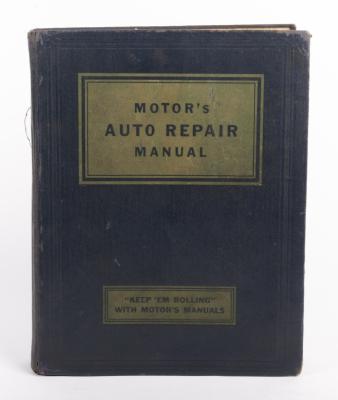 MOTOR's
AUTO REPAIR
MANUAL
"KEEP 'EM ROLLING"
WITH MOTOR'S MANUALS